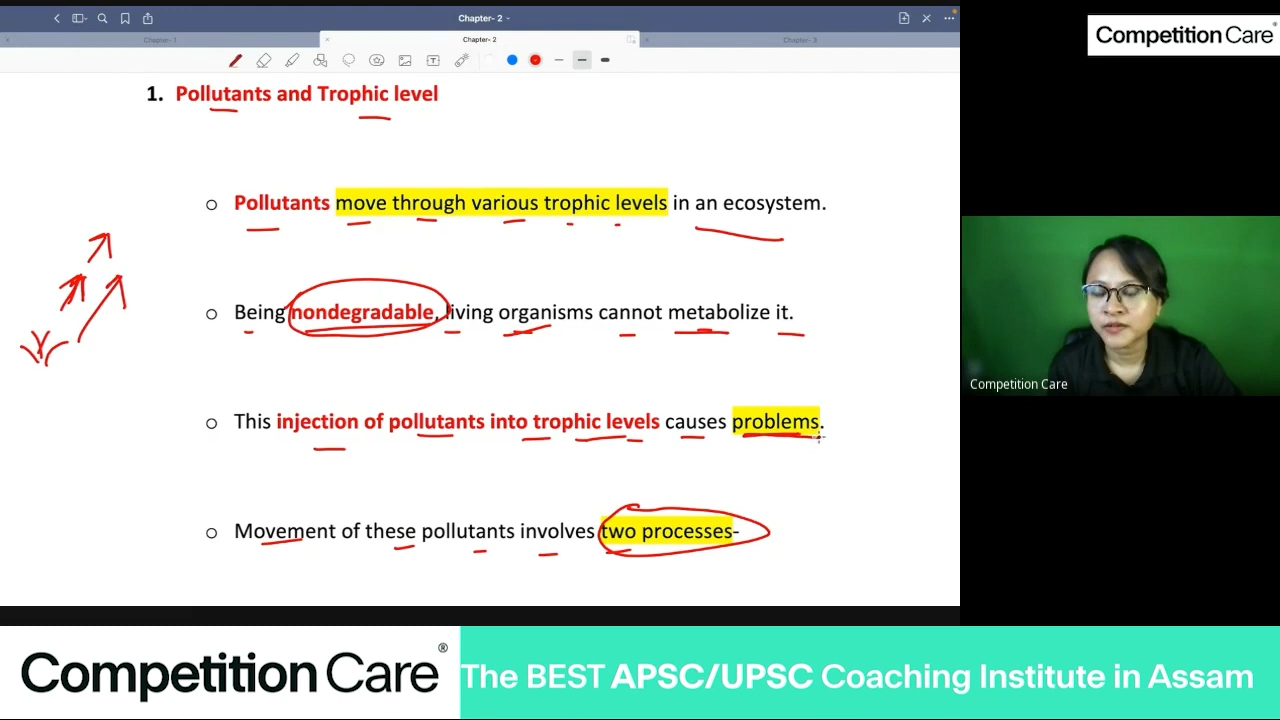 Chapter- 2
Competition Care®
Chapter- 1
Chapter- 2
Chapter- 3
1. Pollutants and Trophic level
Pollutants move through various trophic levels in an ecosystem.
Being nondegradable, living organisms cannot metabolize it.
This injection of pollutants into trophic levels causes problems.
Movement of these pollutants involves two processes-
Competition Care
Competition Care®
The BEST APSC/UPSC Coaching Institute in Assam